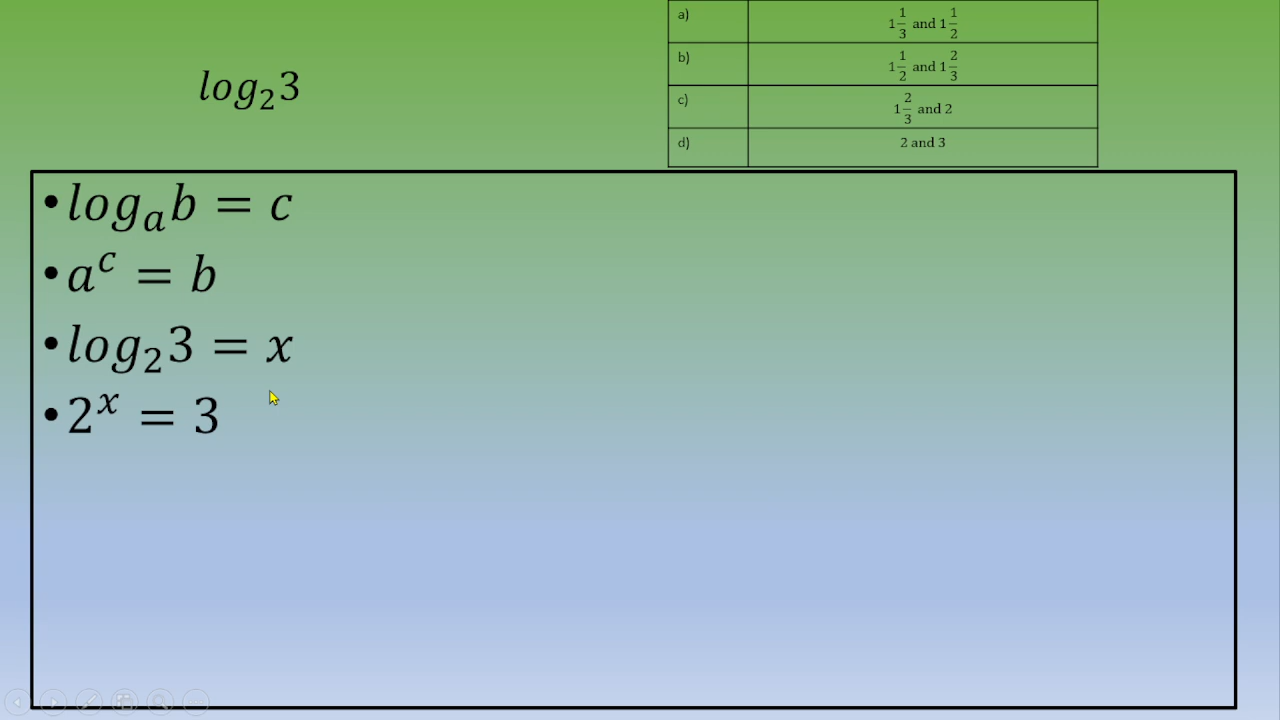 log₂3
a) 1 1/3 and 1 1/2
b) 1 1/2 and 1 2/3
c) 1 2/3 and 2
d) 2 and 3
• logₐb = c
• aᶜ = b
• log₂3 = x
• 2ˣ = 3